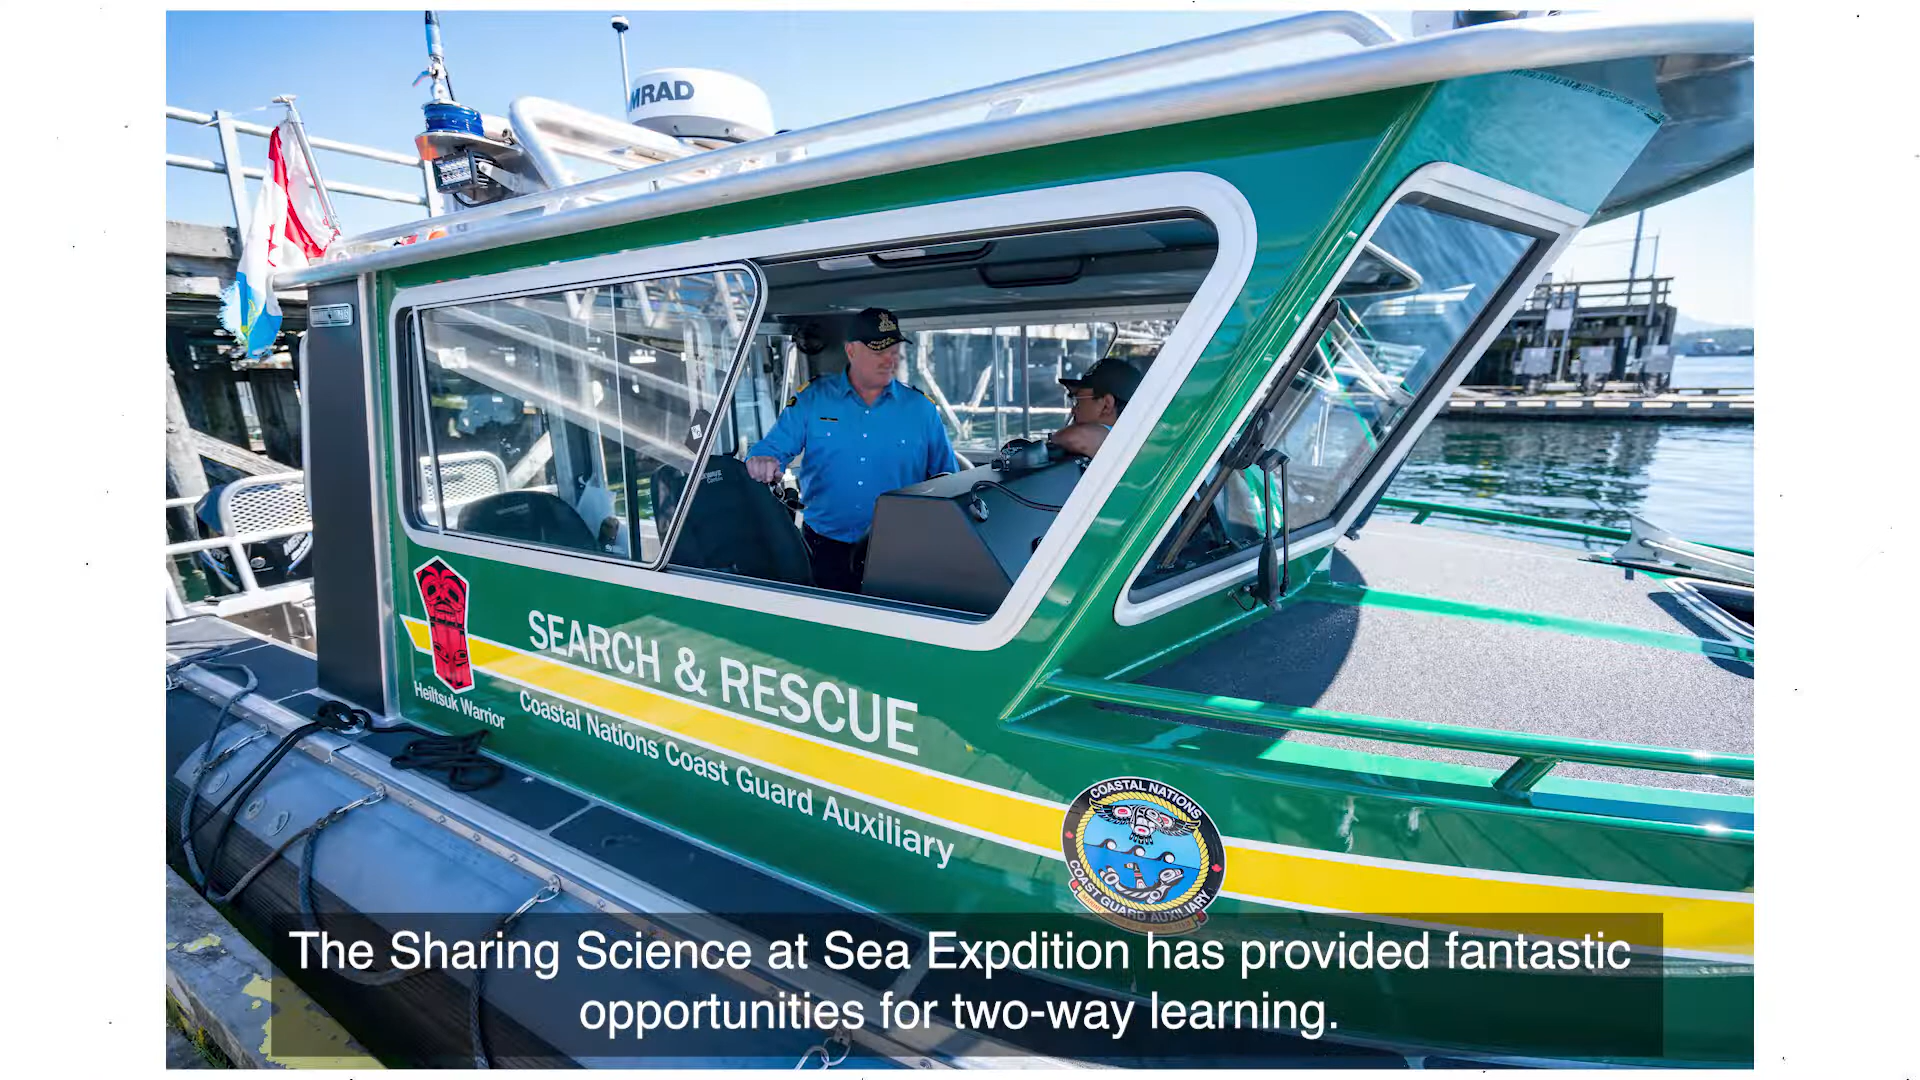 MRAD
SEARCH & RESCUE
Heiltsuk Warrior
Coastal Nations Coast Guard Auxiliary
COASTAL NATIONS
COAST GUARD AUXILIARY
The Sharing Science at Sea Expdition has provided fantastic
opportunities for two-way learning.